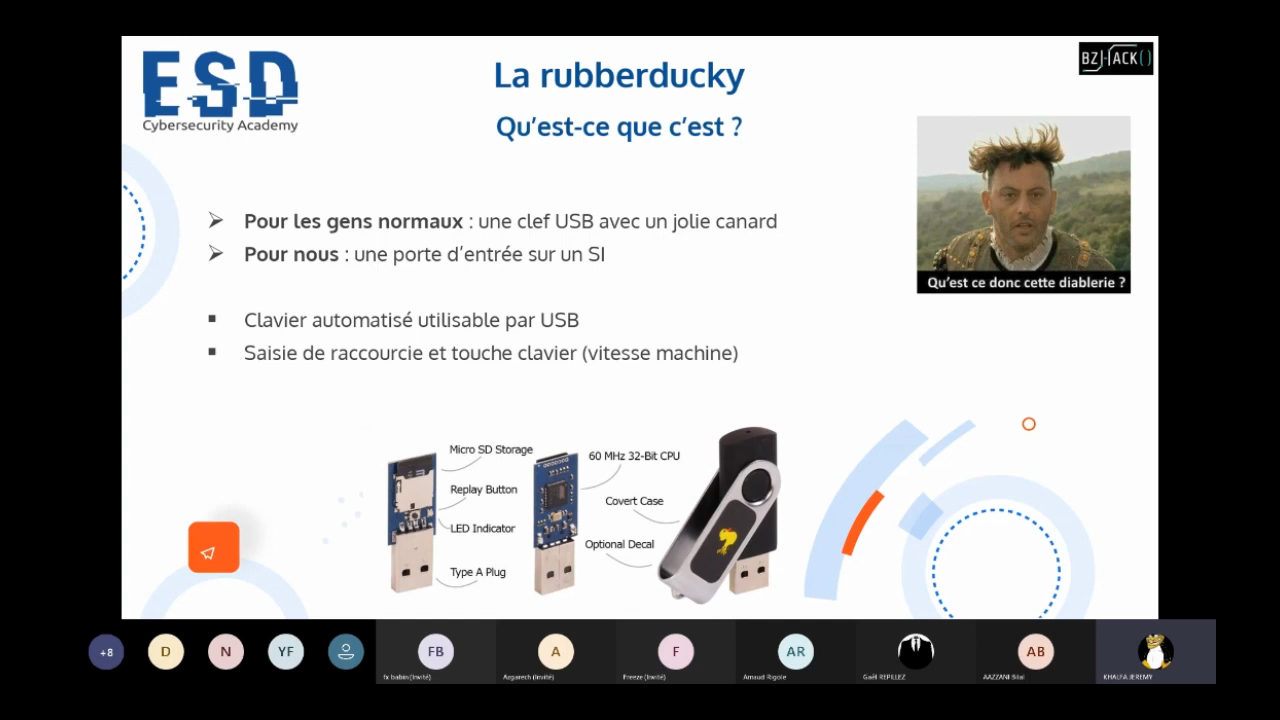 ESD
Cybersecurity Academy
La rubberducky
Qu'est-ce que c'est ?
BZHACK()
Pour les gens normaux : une clef USB avec un jolie canard
Pour nous : une porte d'entrée sur un SI
Qu'est ce donc cette diablerie ?
Clavier automatisé utilisable par USB
Saisie de raccourcie et touche clavier (vitesse machine)
Micro SD Storage
Replay Button
LED Indicator
Type A Plug
60 MHz 32-Bit CPU
Covert Case
Optional Decal
+8
D
N
YF
FB
A
F
AR
AB
fx babin (Invité)
Azgarech (Invité)
Freeze (Invité)
Arnaud Rigole
Gaël REPILLEZ
AAZZANI Bilal
KHALFA JEREMY